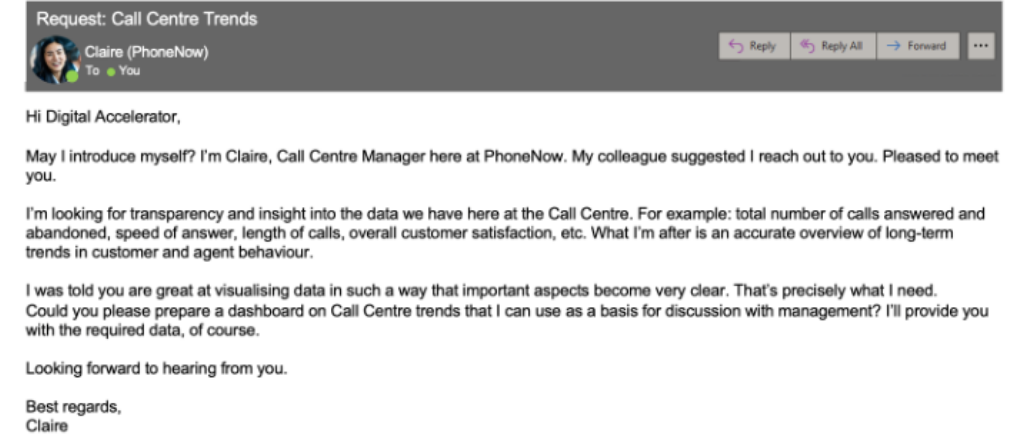 Request: Call Centre Trends
Claire (PhoneNow)
To You
Reply
Reply All
Forward
Hi Digital Accelerator,
May I introduce myself? I'm Claire, Call Centre Manager here at PhoneNow. My colleague suggested I reach out to you. Pleased to meet
you.
I'm looking for transparency and insight into the data we have here at the Call Centre. For example: total number of calls answered and
abandoned, speed of answer, length of calls, overall customer satisfaction, etc. What I'm after is an accurate overview of long-term
trends in customer and agent behaviour.
I was told you are great at visualising data in such a way that important aspects become very clear. That's precisely what I need.
Could you please prepare a dashboard on Call Centre trends that I can use as a basis for discussion with management? I'll provide you
with the required data, of course.
Looking forward to hearing from you.
Best regards,
Claire